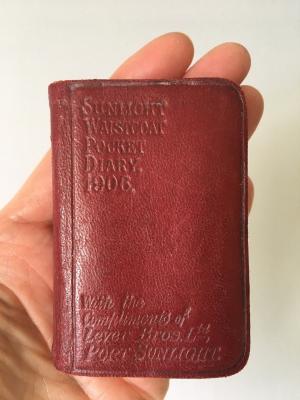 SUNLIGHT
WAISTCOAT
POCKET
DIARY,
1906.
With the
Compliments of
Lever Bros. Ltd,
PORT SUNLIGHT.